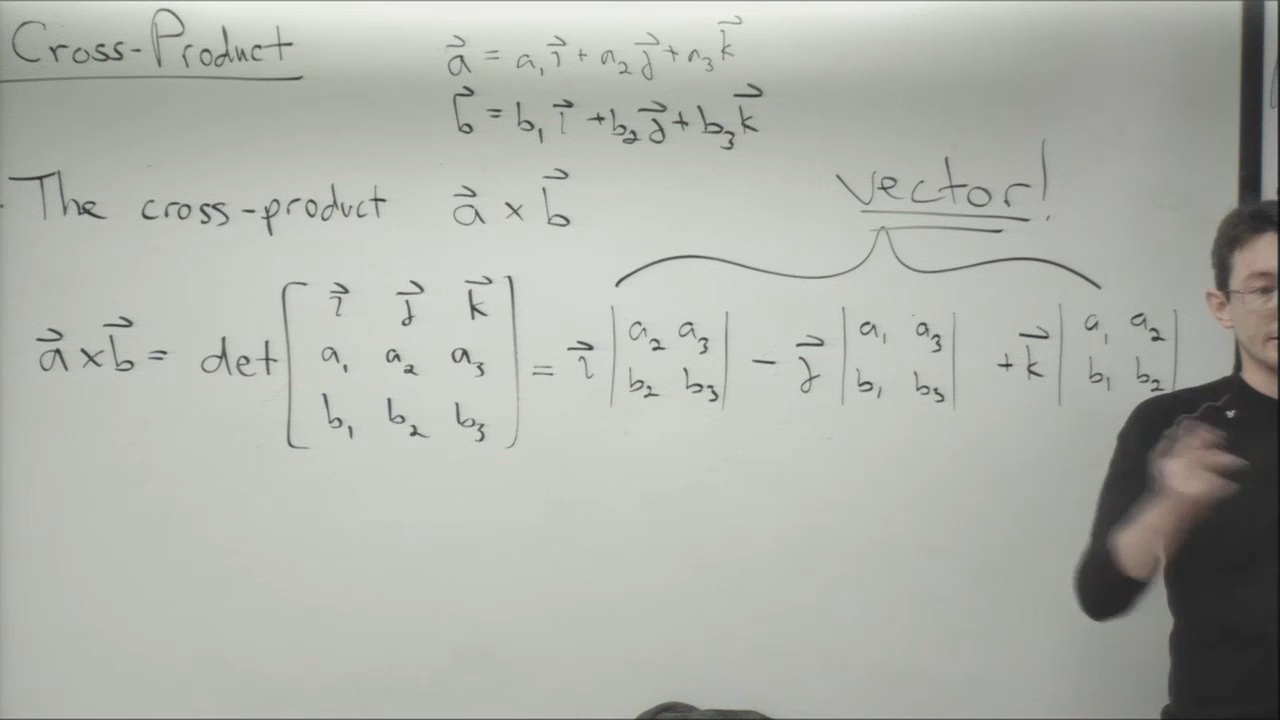 Cross-Product
a⃗ = a₁i⃗ + a₂j⃗ + a₃k⃗
b⃗ = b₁i⃗ + b₂j⃗ + b₃k⃗
The cross-product a⃗ × b⃗
vector!
a⃗ × b⃗ = det [ i⃗ j⃗ k⃗ = i⃗ | a₂ a₃ | − j⃗ | a₁ a₃ | + k⃗ | a₁ a₂ |
a₁ a₂ a₃ b₂ b₃ b₁ b₃ b₁ b₂
b₁ b₂ b₃ ]